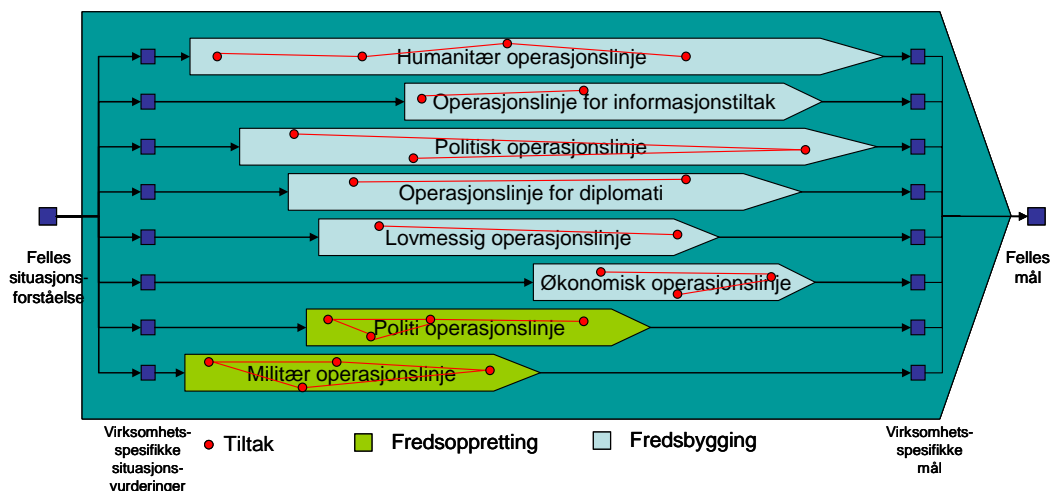 Humanitær operasjonslinje
Operasjonslinje for informasjonstiltak
Politisk operasjonslinje
Operasjonslinje for diplomati
Lovmessig operasjonslinje
Økonomisk operasjonslinje
Politi operasjonslinje
Militær operasjonslinje
Felles
situasjons-
forståelse
Felles
mål
Virksomhets-
spesifikke
situasjons-
vurderinger
Tiltak
Fredsoppretting
Fredsbygging
Virksomhets-
spesifikke
mål